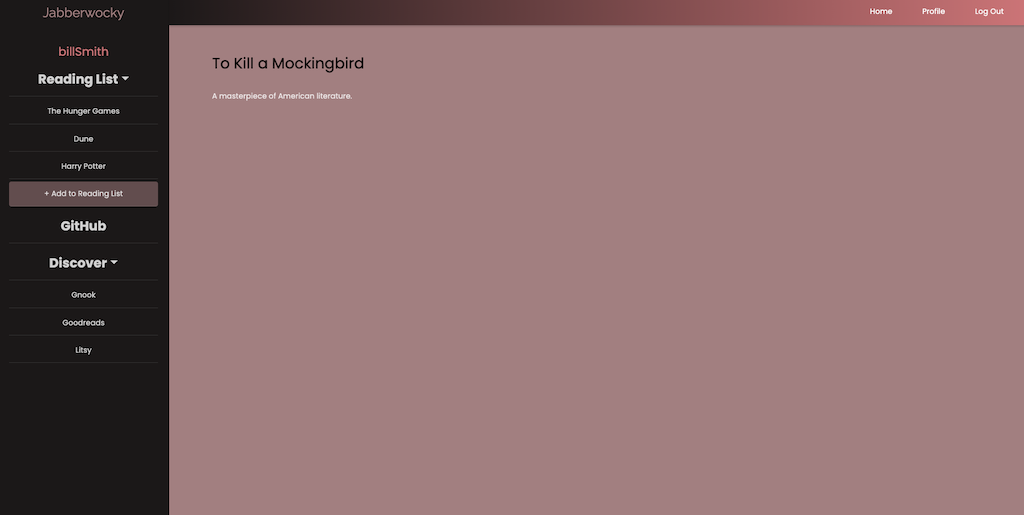 Jabberwocky
Home
Profile
Log Out
billSmith
Reading List
The Hunger Games
Dune
Harry Potter
+ Add to Reading List
GitHub
Discover
Gnook
Goodreads
Litsy
To Kill a Mockingbird
A masterpiece of American literature.